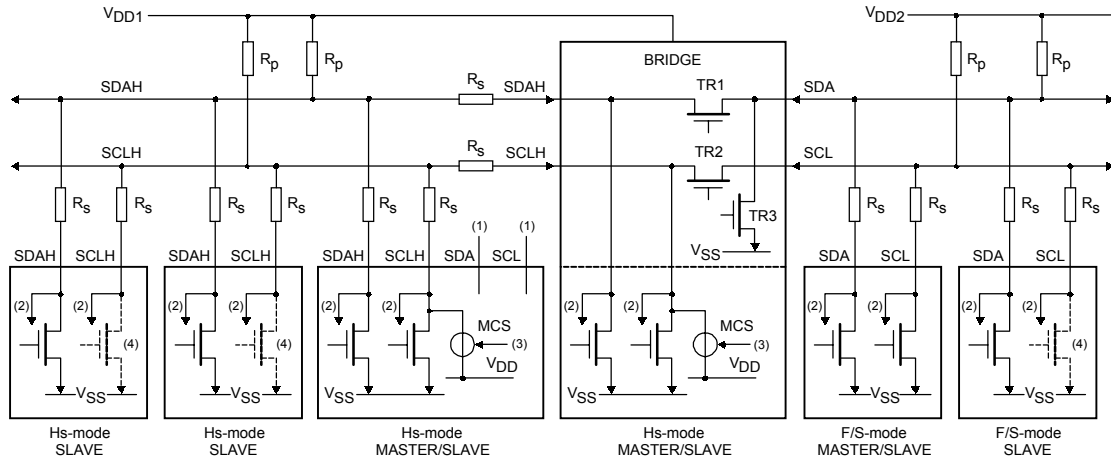 VDD1
VDD2
BRIDGE
Rp
Rp
Rp
Rp
TR1
Rs
SDAH
SDAH
SDA
TR2
Rs
SCLH
SCLH
SCL
Rs
Rs
Rs
Rs
Rs
Rs
(1)
(1)
TR3
Rs
Rs
Rs
Rs
VSS
SDAH
SCLH
SDAH
SCLH
SDAH
SCLH
SDA
SCL
SDA
SCL
SDA
SCL
(2)
(2)
(2)
(2)
(2)
(2)
(2)
(2)
(2)
(2)
(2)
(2)
MCS
MCS
(4)
(4)
(3)
(3)
(4)
VDD
VDD
VSS
VSS
VSS
VSS
VSS
VSS
Hs-mode
SLAVE
Hs-mode
SLAVE
Hs-mode
MASTER/SLAVE
Hs-mode
MASTER/SLAVE
F/S-mode
MASTER/SLAVE
F/S-mode
SLAVE